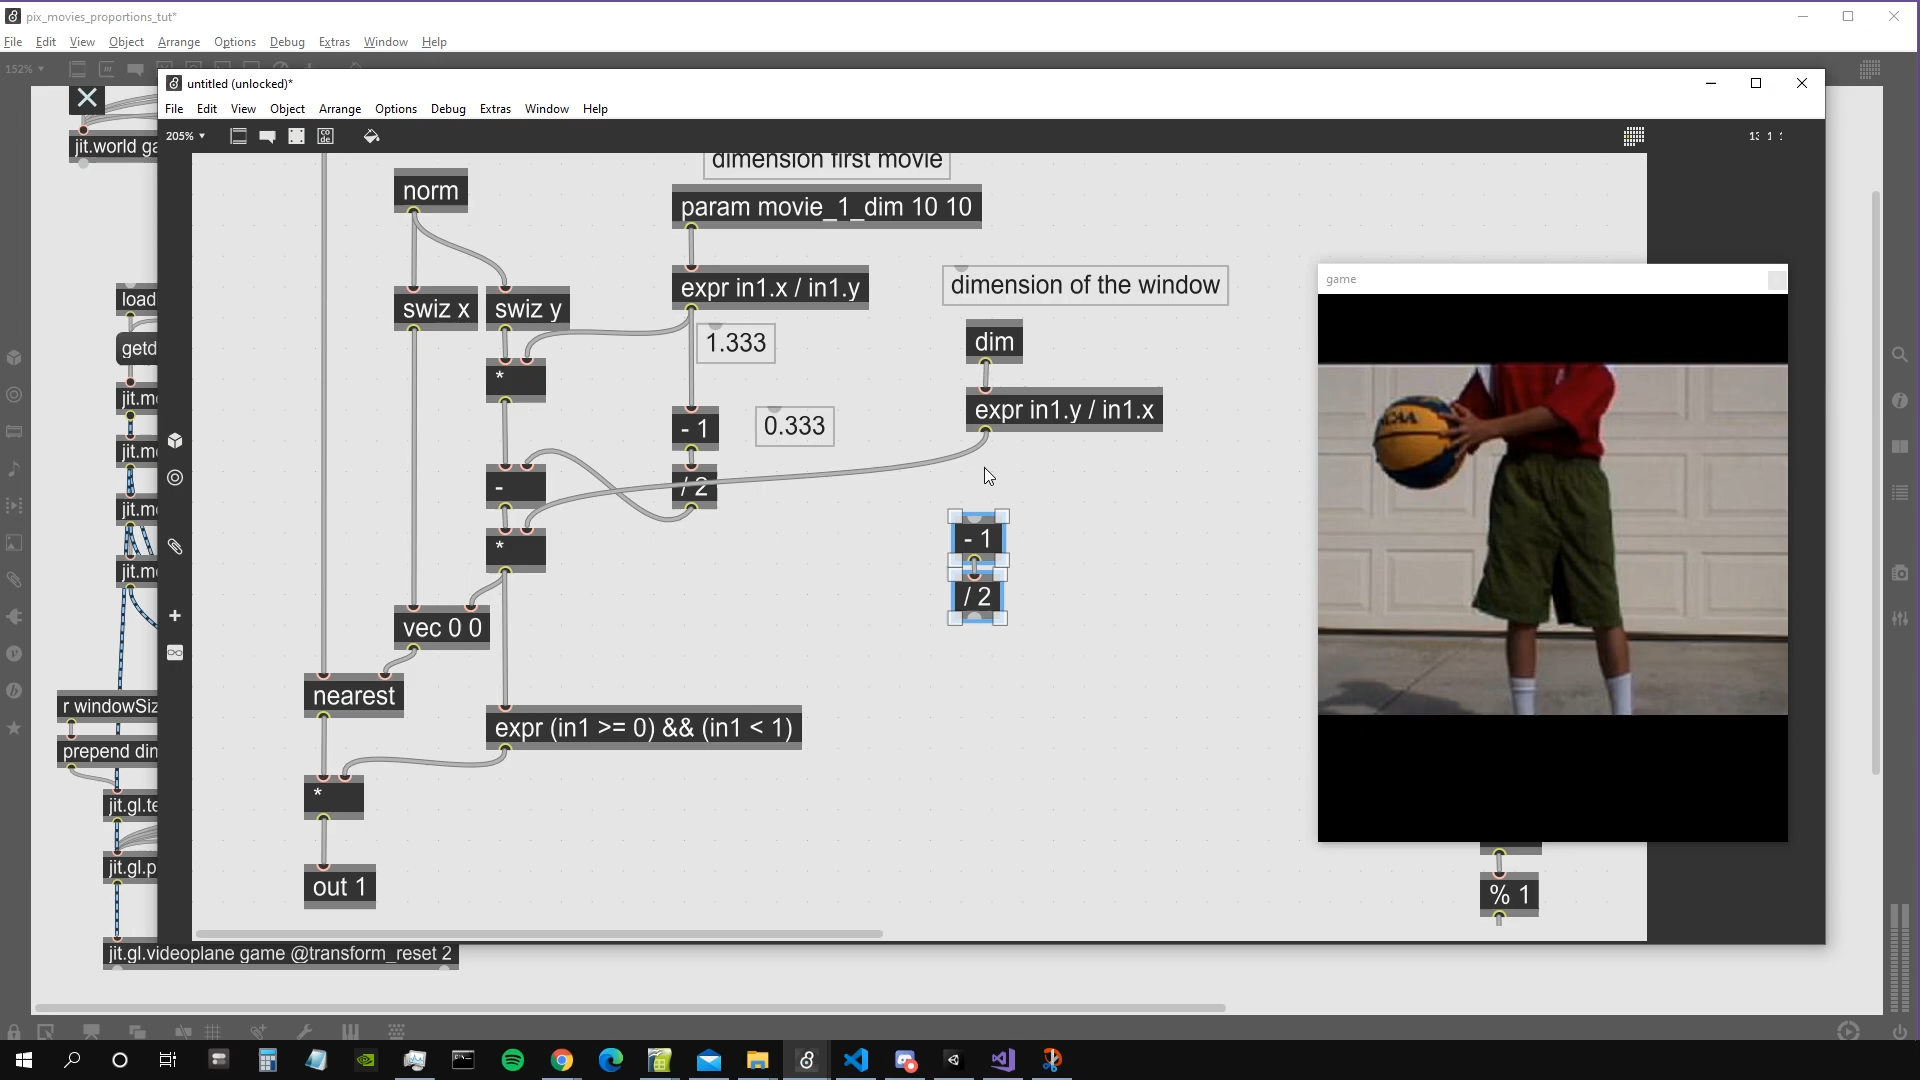 pix_movies_proportions_tut*
File Edit View Object Arrange Options Debug Extras Window Help
152%
untitled (unlocked)*
File Edit View Object Arrange Options Debug Extras Window Help
205%
code
dimension first movie
norm
param movie_1_dim 10 10
swiz x
swiz y
expr in1.x / in1.y
1.333
dimension of the window
dim
*
- 1
0.333
expr in1.y / in1.x
-
/ 2
*
- 1
/ 2
vec 0 0
nearest
expr (in1 >= 0) && (in1 < 1)
*
out 1
game
% 1
jit.world ga
load
getd
jit.m
jit.m
jit.m
jit.m
r windowSiz
prepend dim
jit.gl.te
jit.gl.p
jit.gl.videoplane game @transform_reset 2